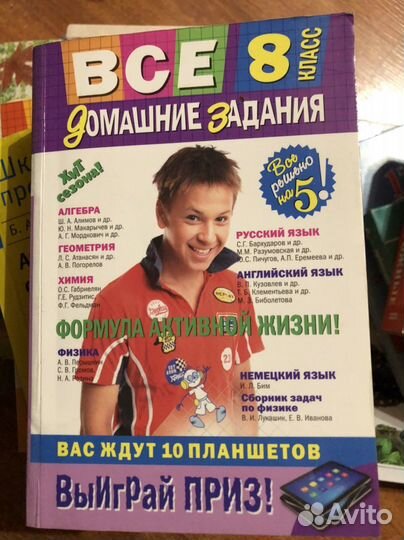 ВСЕ 8 КЛАСС
ДОМАШНИЕ ЗАДАНИЯ
ХИТ
сезона!
Всё
решено
на
5!
АЛГЕБРА
Ш. А. Алимов и др.
Ю. Н. Макарычев и др.
А. Г. Мордкович и др.
ГЕОМЕТРИЯ
Л. С. Атанасян и др.
А. В. Погорелов
ХИМИЯ
О.С. Габриелян
Г.Е. Рудзитис,
Ф.Г. Фельдман
РУССКИЙ ЯЗЫК
С.Г. Бархударов и др.
М.М. Разумовская и др.
Ю.С. Пичугов, А.П. Еремеева и др.
АНГЛИЙСКИЙ ЯЗЫК
В. П. Кузовлев и др.
Т. Б. Клементьева и др.
М. З. Биболетова
ФОРМУЛА АКТИВНОЙ ЖИЗНИ!
ФИЗИКА
А. В. Перышкин
С. В. Громов,
Н. А. Родина
НЕМЕЦКИЙ ЯЗЫК
И. Л. Бим
Сборник задач
по физике
В. И. Лукашик, Е. В. Иванова
ВАС ЖДУТ 10 ПЛАНШЕТОВ
ВыИграй ПРИЗ!
Avito